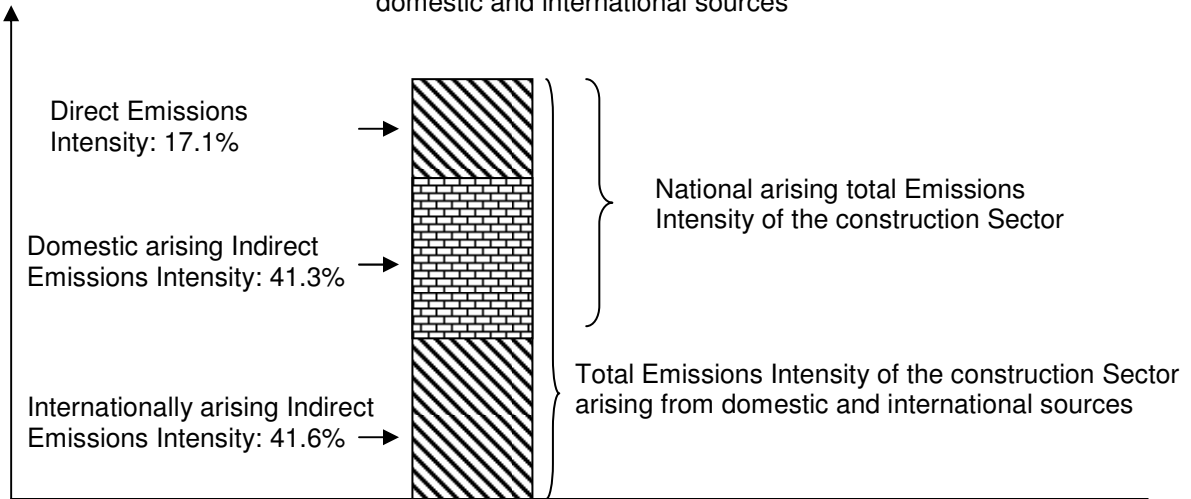 domestic and international sources
Direct Emissions
Intensity: 17.1%
National arising total Emissions
Intensity of the construction Sector
Domestic arising Indirect
Emissions Intensity: 41.3%
Total Emissions Intensity of the construction Sector
arising from domestic and international sources
Internationally arising Indirect
Emissions Intensity: 41.6%